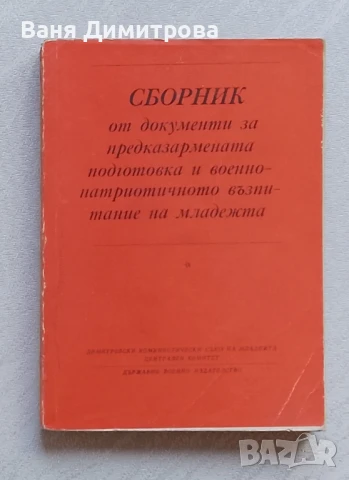 Ваня Димитрова
СБОРНИК
от документи за
предказармената
подготовка и военно-
патриотичното възпи-
тание на младежта
ДИМИТРОВСКИ КОМУНИСТИЧЕСКИ СЪЮЗ НА МЛАДЕЖТА
ЦЕНТРАЛЕН КОМИТЕТ
ДЪРЖАВНО ВОЕННО ИЗДАТЕЛСТВО
BAZAR